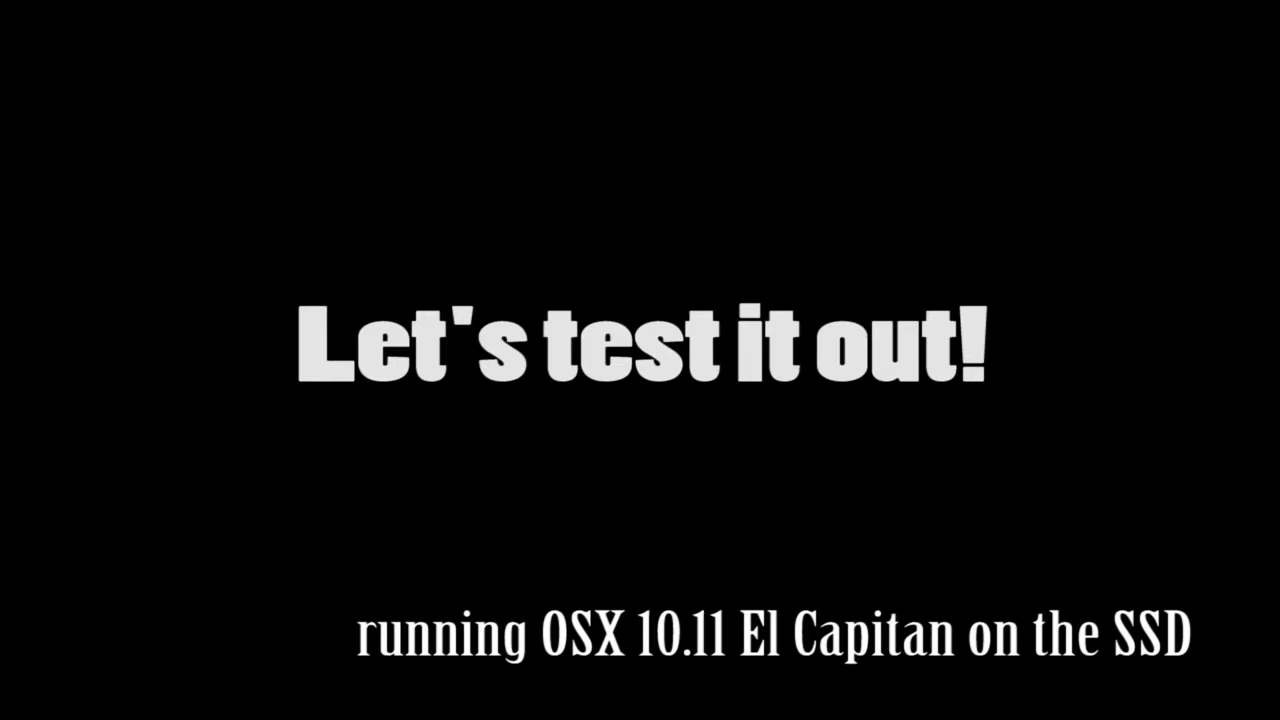 Let's test it out!
running OSX 10.11 El Capitan on the SSD